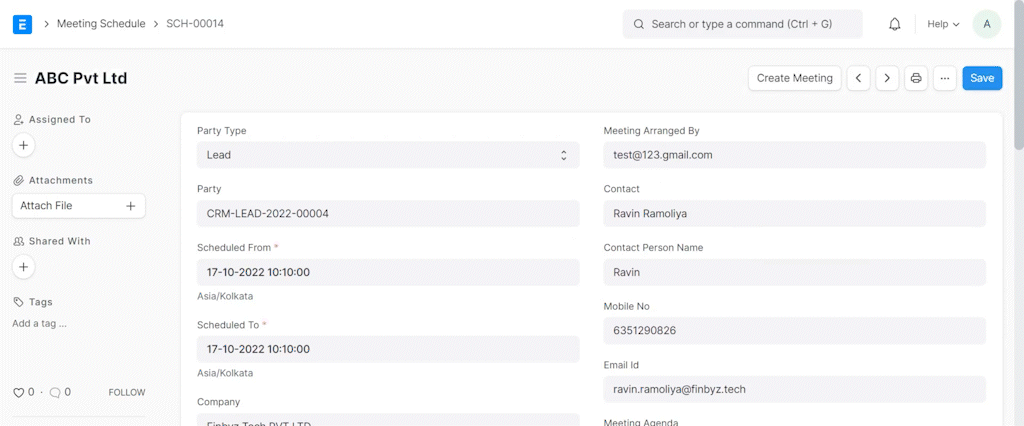 E
Meeting Schedule
SCH-00014
Search or type a command (Ctrl + G)
Help
A
ABC Pvt Ltd
Create Meeting
...
Save
Assigned To
Attachments
Attach File
Shared With
Tags
Add a tag ...
0 · 0
FOLLOW
Party Type
Lead
Party
CRM-LEAD-2022-00004
Scheduled From *
17-10-2022 10:10:00
Asia/Kolkata
Scheduled To *
17-10-2022 10:10:00
Asia/Kolkata
Company
Finbyz Tech PVT LTD
Meeting Arranged By
test@123.gmail.com
Contact
Ravin Ramoliya
Contact Person Name
Ravin
Mobile No
6351290826
Email Id
ravin.ramoliya@finbyz.tech
Meeting Agenda